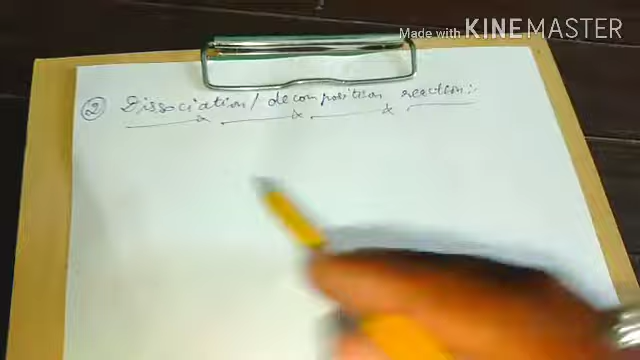 Made with KINEMASTER
② Dissociation/decomposition reaction:-